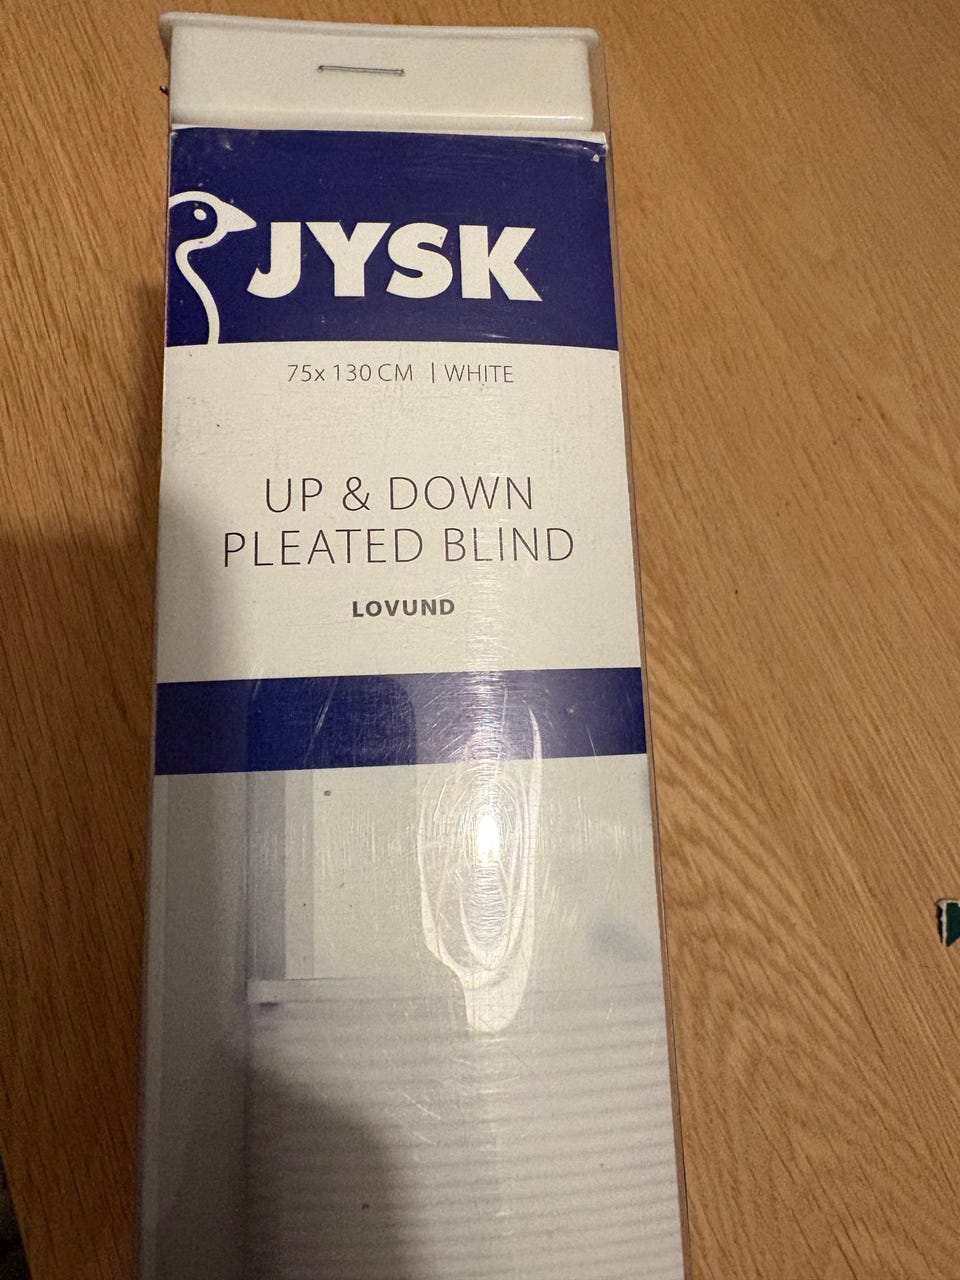 JYSK
75x 130 CM | WHITE
UP & DOWN
PLEATED BLIND
LOVUND